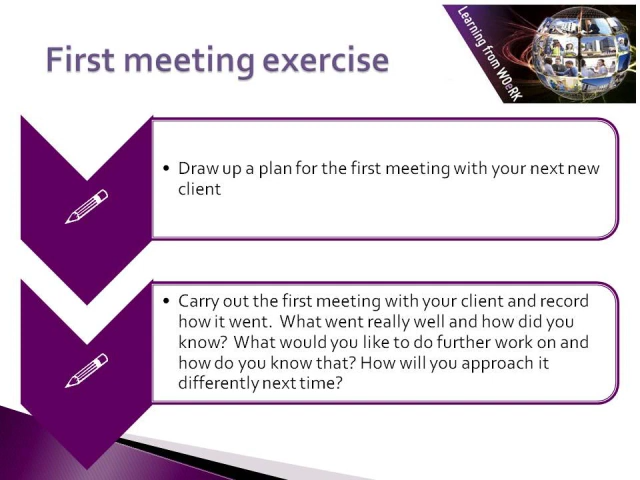 First meeting exercise
Learning from WOeRK
• Draw up a plan for the first meeting with your next new
client
• Carry out the first meeting with your client and record
how it went.  What went really well and how did you
know?  What would you like to do further work on and
how do you know that? How will you approach it
differently next time?